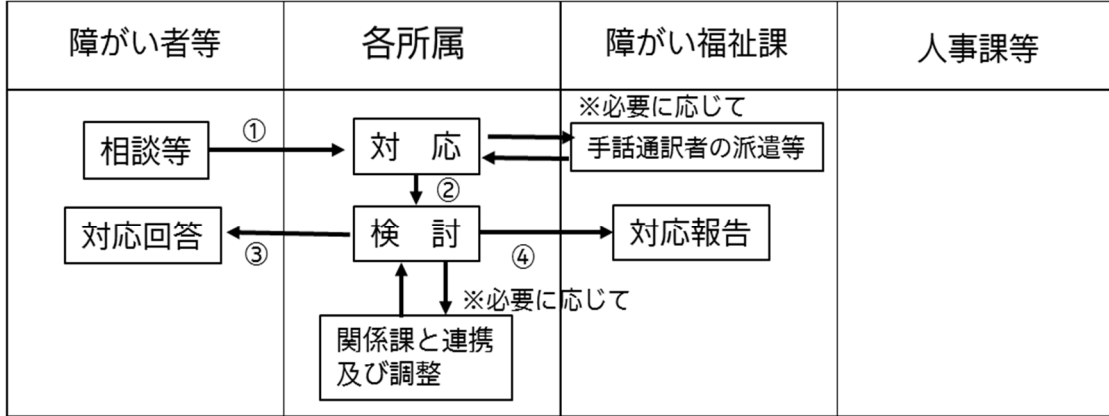 障がい者等
各所属
障がい福祉課
人事課等
※必要に応じて
相談等
①
対　応
手話通訳者の派遣等
②
対応回答
③
検　討
④
対応報告
※必要に応じて
関係課と連携
及び調整